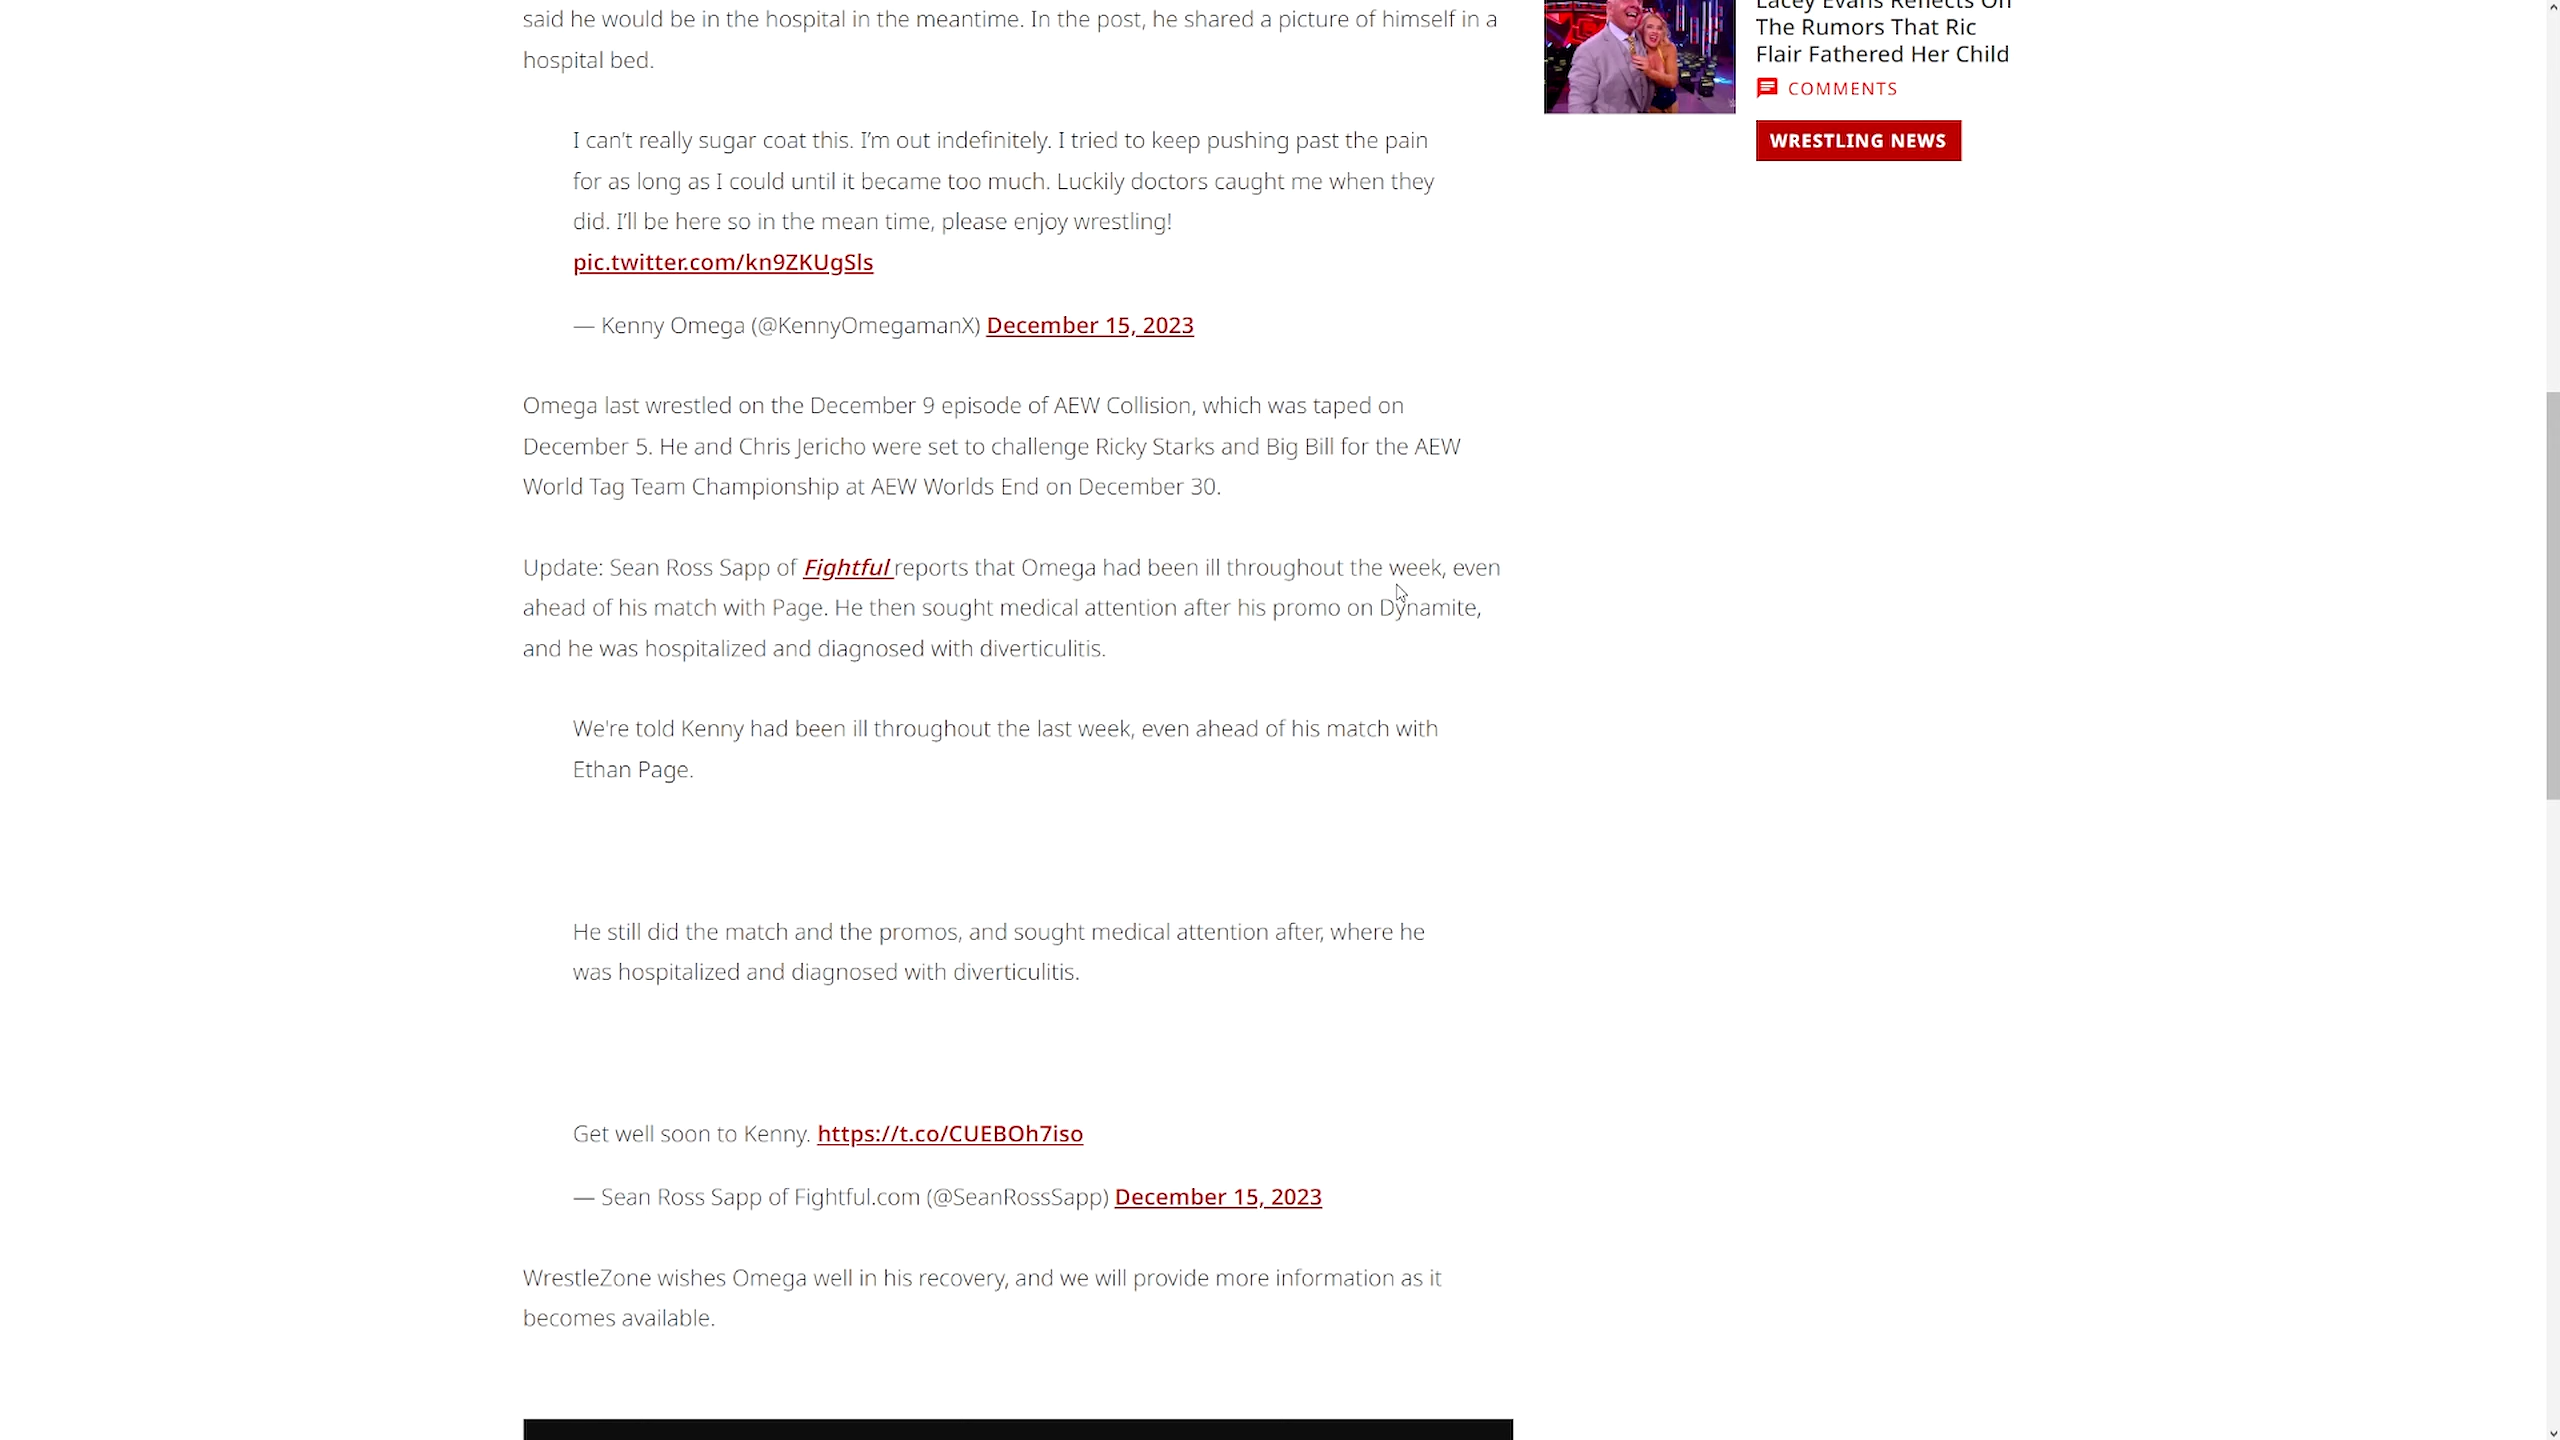 said he would be in the hospital in the meantime. In the post, he shared a picture of himself in a
hospital bed.
I can't really sugar coat this. I'm out indefinitely. I tried to keep pushing past the pain
for as long as I could until it became too much. Luckily doctors caught me when they
did. I'll be here so in the mean time, please enjoy wrestling!
pic.twitter.com/kn9ZKUgSls
— Kenny Omega (@KennyOmegamanX) December 15, 2023
Omega last wrestled on the December 9 episode of AEW Collision, which was taped on
December 5. He and Chris Jericho were set to challenge Ricky Starks and Big Bill for the AEW
World Tag Team Championship at AEW Worlds End on December 30.
Update: Sean Ross Sapp of Fightful reports that Omega had been ill throughout the week, even
ahead of his match with Page. He then sought medical attention after his promo on Dynamite,
and he was hospitalized and diagnosed with diverticulitis.
We're told Kenny had been ill throughout the last week, even ahead of his match with
Ethan Page.
He still did the match and the promos, and sought medical attention after, where he
was hospitalized and diagnosed with diverticulitis.
Get well soon to Kenny. https://t.co/CUEBOh7iso
— Sean Ross Sapp of Fightful.com (@SeanRossSapp) December 15, 2023
WrestleZone wishes Omega well in his recovery, and we will provide more information as it
becomes available.
Lacey Evans Reflects On
The Rumors That Ric
Flair Fathered Her Child
COMMENTS
WRESTLING NEWS